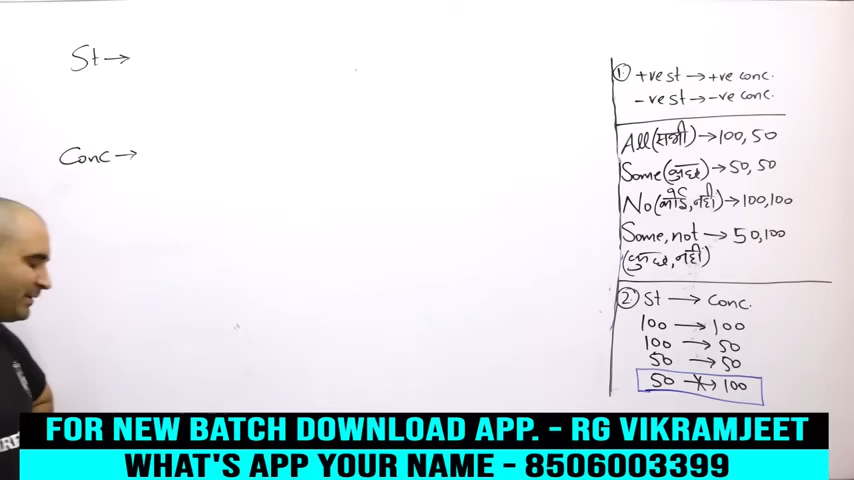 St →
Conc →
1. +ve st → +ve conc.
-ve st → -ve conc.
All (सभी) → 100, 50
Some (कुछ) → 50, 50
No (कोई, नहीं) → 100, 100
Some, not → 50, 100
(कुछ, नहीं)
2. St → Conc.
100 → 100
100 → 50
50 → 50
50 ↛ 100
FOR NEW BATCH DOWNLOAD APP. - RG VIKRAMJEET
WHAT'S APP YOUR NAME - 8506003399